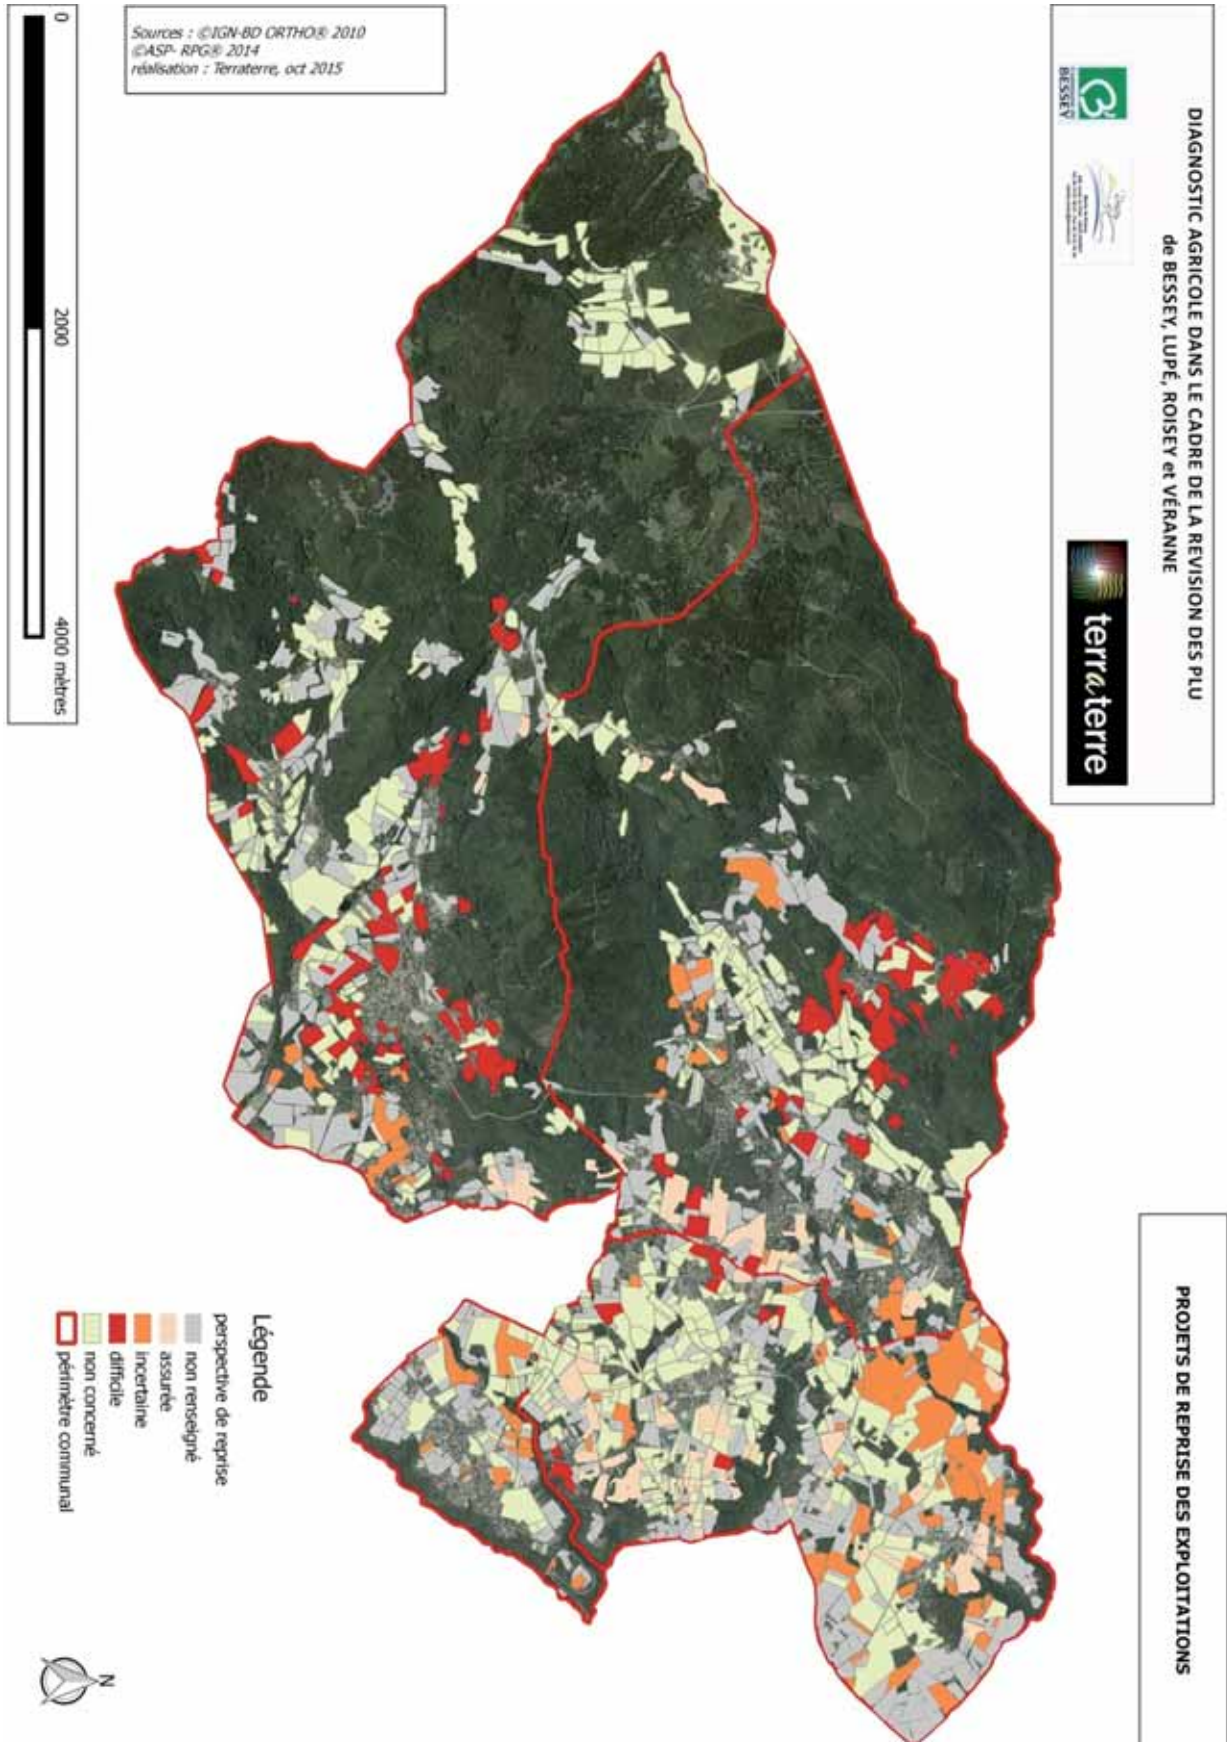 DIAGNOSTIC AGRICOLE DANS LE CADRE DE LA REVISION DES PLU
de BESSEY, LUPÉ, ROISEY et VÉRANNE
BESSEY
terraterre
PROJETS DE REPRISE DES EXPLOITATIONS
Sources : ©IGN-BD ORTHO® 2010
©ASP- RPG® 2014
réalisation : Terraterre, oct 2015
0
2000
4000 mètres
Légende
perspective de reprise
non renseigné
assurée
incertaine
difficile
non concerné
périmètre communal
N